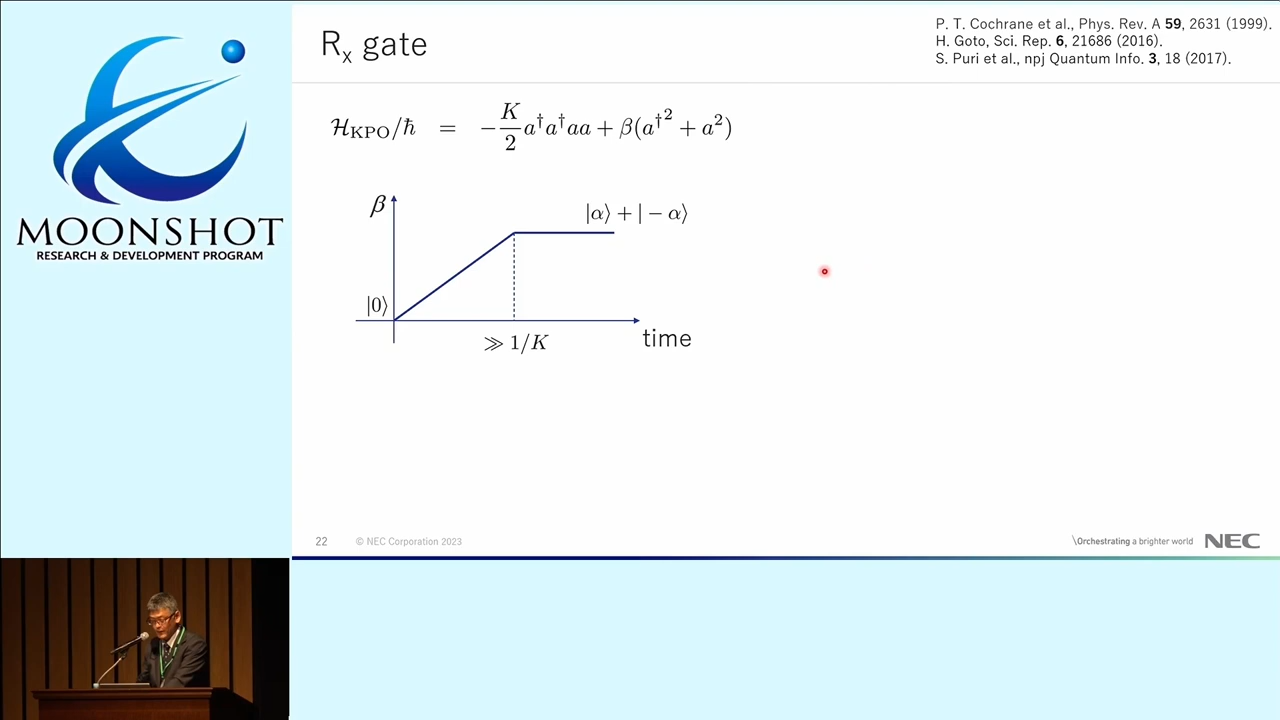 MOONSHOT
RESEARCH & DEVELOPMENT PROGRAM
Rₓ gate
P. T. Cochrane et al., Phys. Rev. A 59, 2631 (1999).
H. Goto, Sci. Rep. 6, 21686 (2016).
S. Puri et al., npj Quantum Info. 3, 18 (2017).
ℋ_KPO/ħ = −K/2 a†a†aa + β(a†² + a²)
β
|α⟩ + |−α⟩
|0⟩
≫ 1/K
time
22
© NEC Corporation 2023
\Orchestrating a brighter world
NEC